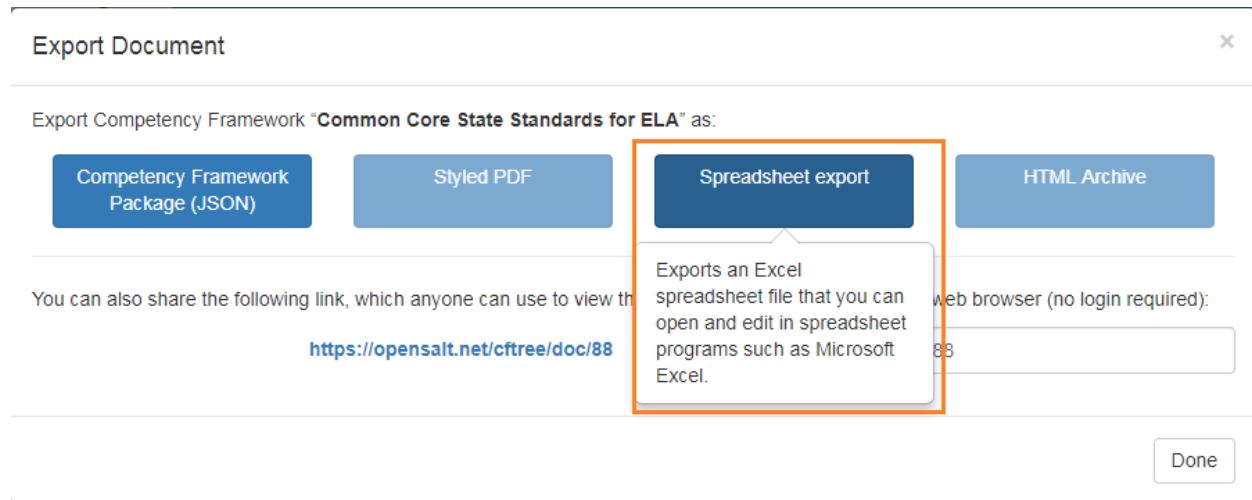 Export Document
×
Export Competency Framework “Common Core State Standards for ELA” as:
Competency Framework
Package (JSON)
Styled PDF
Spreadsheet export
HTML Archive
Exports an Excel
spreadsheet file that you can
open and edit in spreadsheet
programs such as Microsoft
Excel.
You can also share the following link, which anyone can use to view th
web browser (no login required):
https://opensalt.net/cftree/doc/88
88
Done